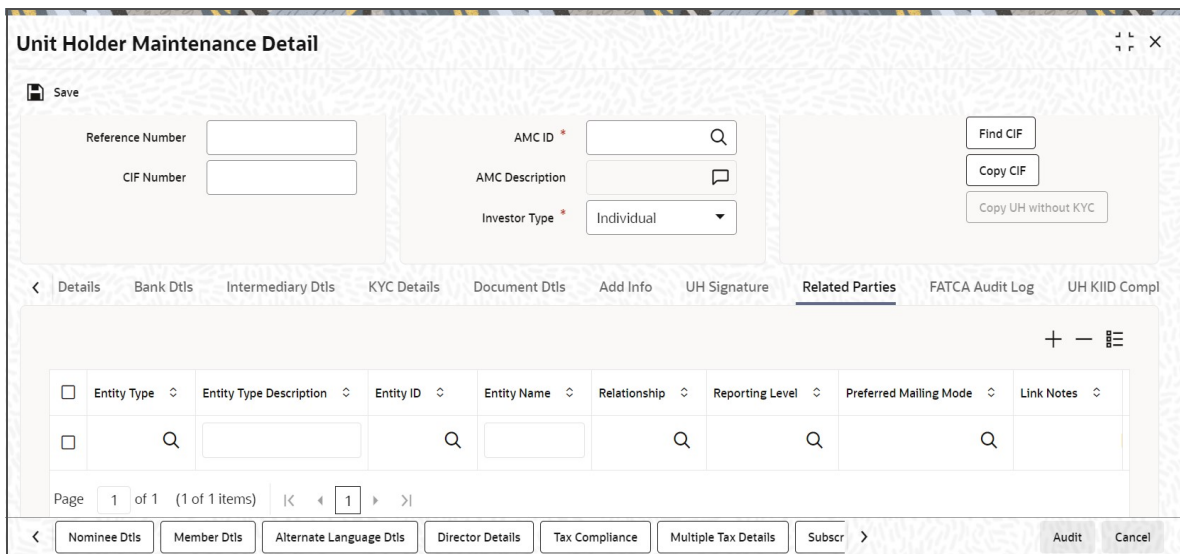 Unit Holder Maintenance Detail
Save
Reference Number
CIF Number
AMC ID *
AMC Description
Investor Type * Individual
Find CIF
Copy CIF
Copy UH without KYC
Details Bank Dtls Intermediary Dtls KYC Details Document Dtls Add Info UH Signature Related Parties FATCA Audit Log UH KIID Compl
Entity Type Entity Type Description Entity ID Entity Name Relationship Reporting Level Preferred Mailing Mode Link Notes
Page 1 of 1 (1 of 1 items) 1
Nominee Dtls Member Dtls Alternate Language Dtls Director Details Tax Compliance Multiple Tax Details Subscr Audit Cancel